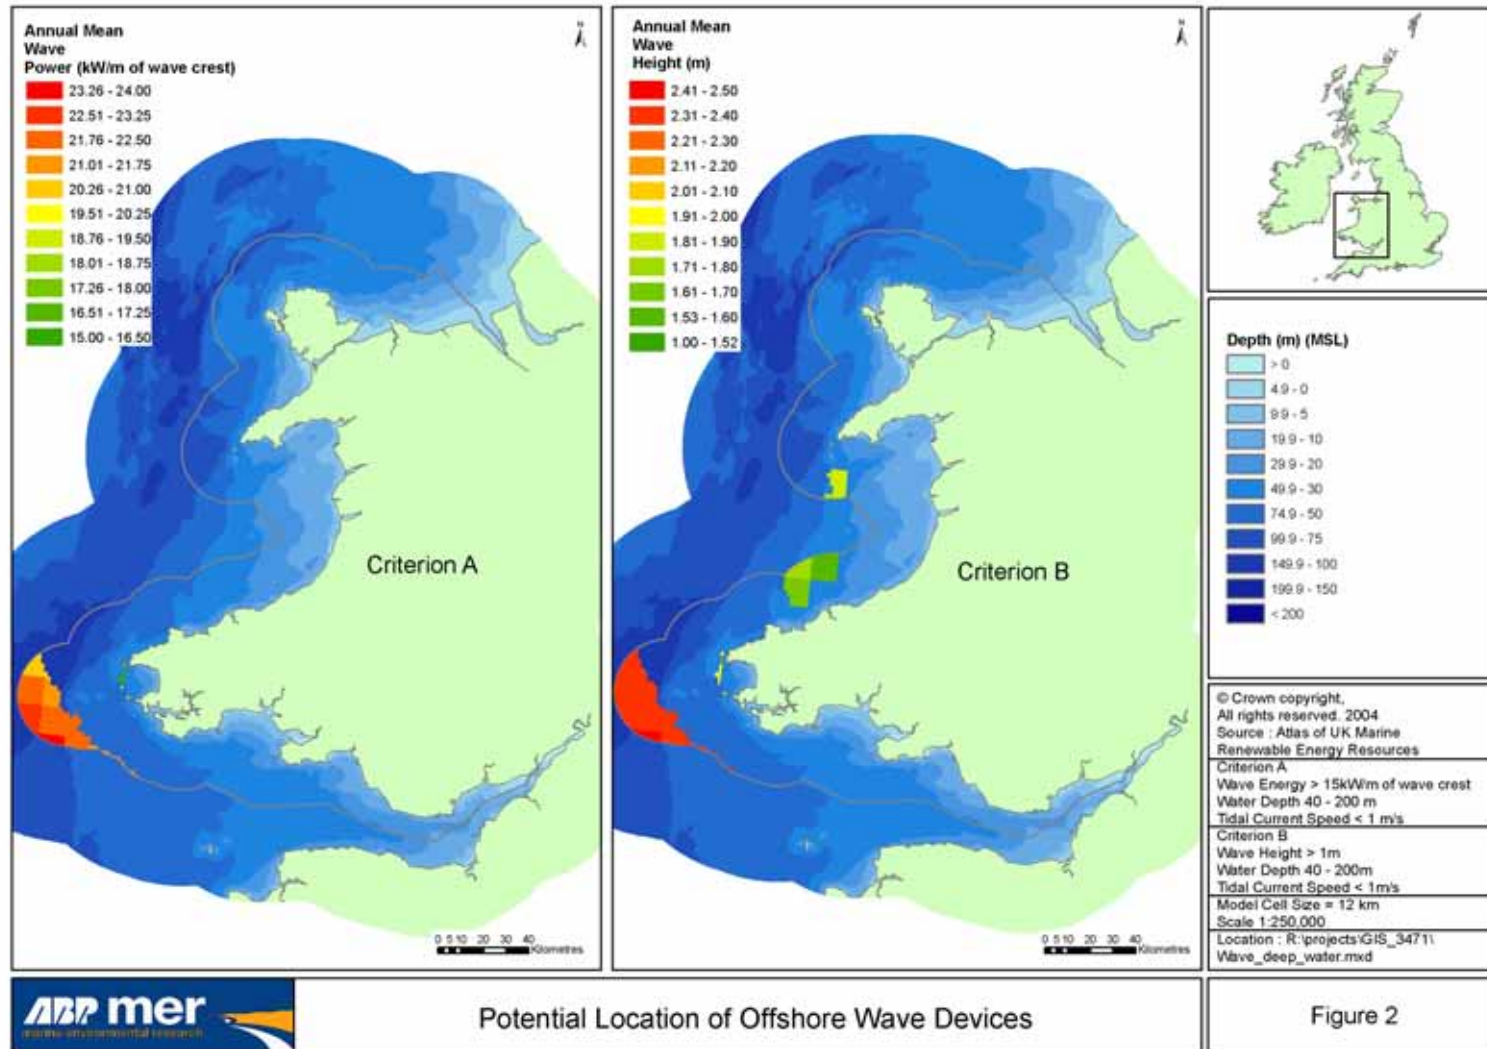 Annual Mean
Wave
Power (kW/m of wave crest)
23.26 - 24.00
22.51 - 23.25
21.76 - 22.50
21.01 - 21.75
20.26 - 21.00
19.51 - 20.25
18.76 - 19.50
18.01 - 18.75
17.26 - 18.00
16.51 - 17.25
15.00 - 16.50
N
Criterion A
0 5 10 20 30 40
Kilometres
Annual Mean
Wave
Height (m)
2.41 - 2.50
2.31 - 2.40
2.21 - 2.30
2.11 - 2.20
2.01 - 2.10
1.91 - 2.00
1.81 - 1.90
1.71 - 1.80
1.61 - 1.70
1.53 - 1.60
1.00 - 1.52
N
Criterion B
0 5 10 20 30 40
Kilometres
Depth (m) (MSL)
> 0
4.9 - 0
9.9 - 5
19.9 - 10
29.9 - 20
49.9 - 30
74.9 - 50
99.9 - 75
149.9 - 100
199.9 - 150
< 200
© Crown copyright,
All rights reserved. 2004
Source : Atlas of UK Marine
Renewable Energy Resources
Criterion A
Wave Energy > 15kW/m of wave crest
Water Depth 40 - 200 m
Tidal Current Speed < 1 m/s
Criterion B
Wave Height > 1m
Water Depth 40 - 200m
Tidal Current Speed < 1m/s
Model Cell Size = 12 km
Scale 1:250,000
Location : R:\projects\GIS_3471\
Wave_deep_water.mxd
ABP mer
marine environmental research
Potential Location of Offshore Wave Devices
Figure 2